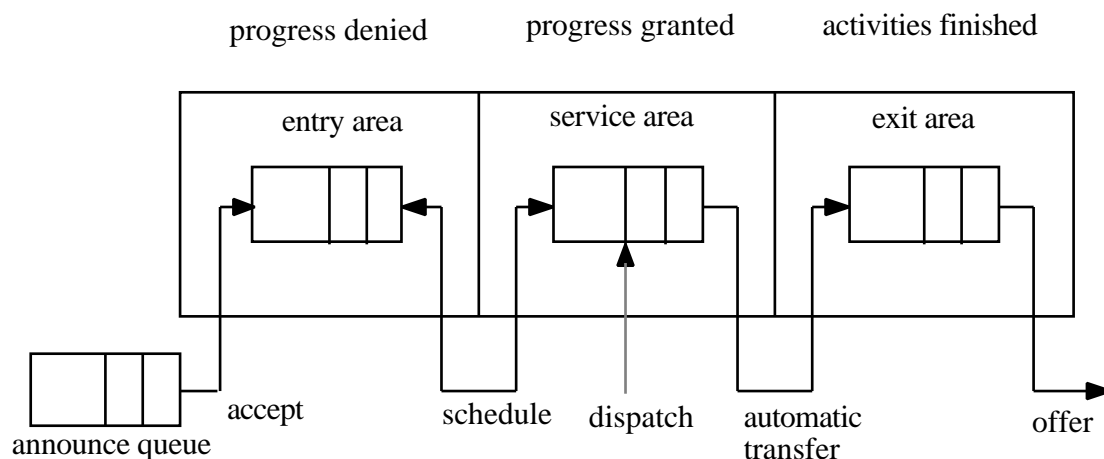 progress denied
progress granted
activities finished
entry area
service area
exit area
accept
schedule
dispatch
automatic
transfer
offer
announce queue